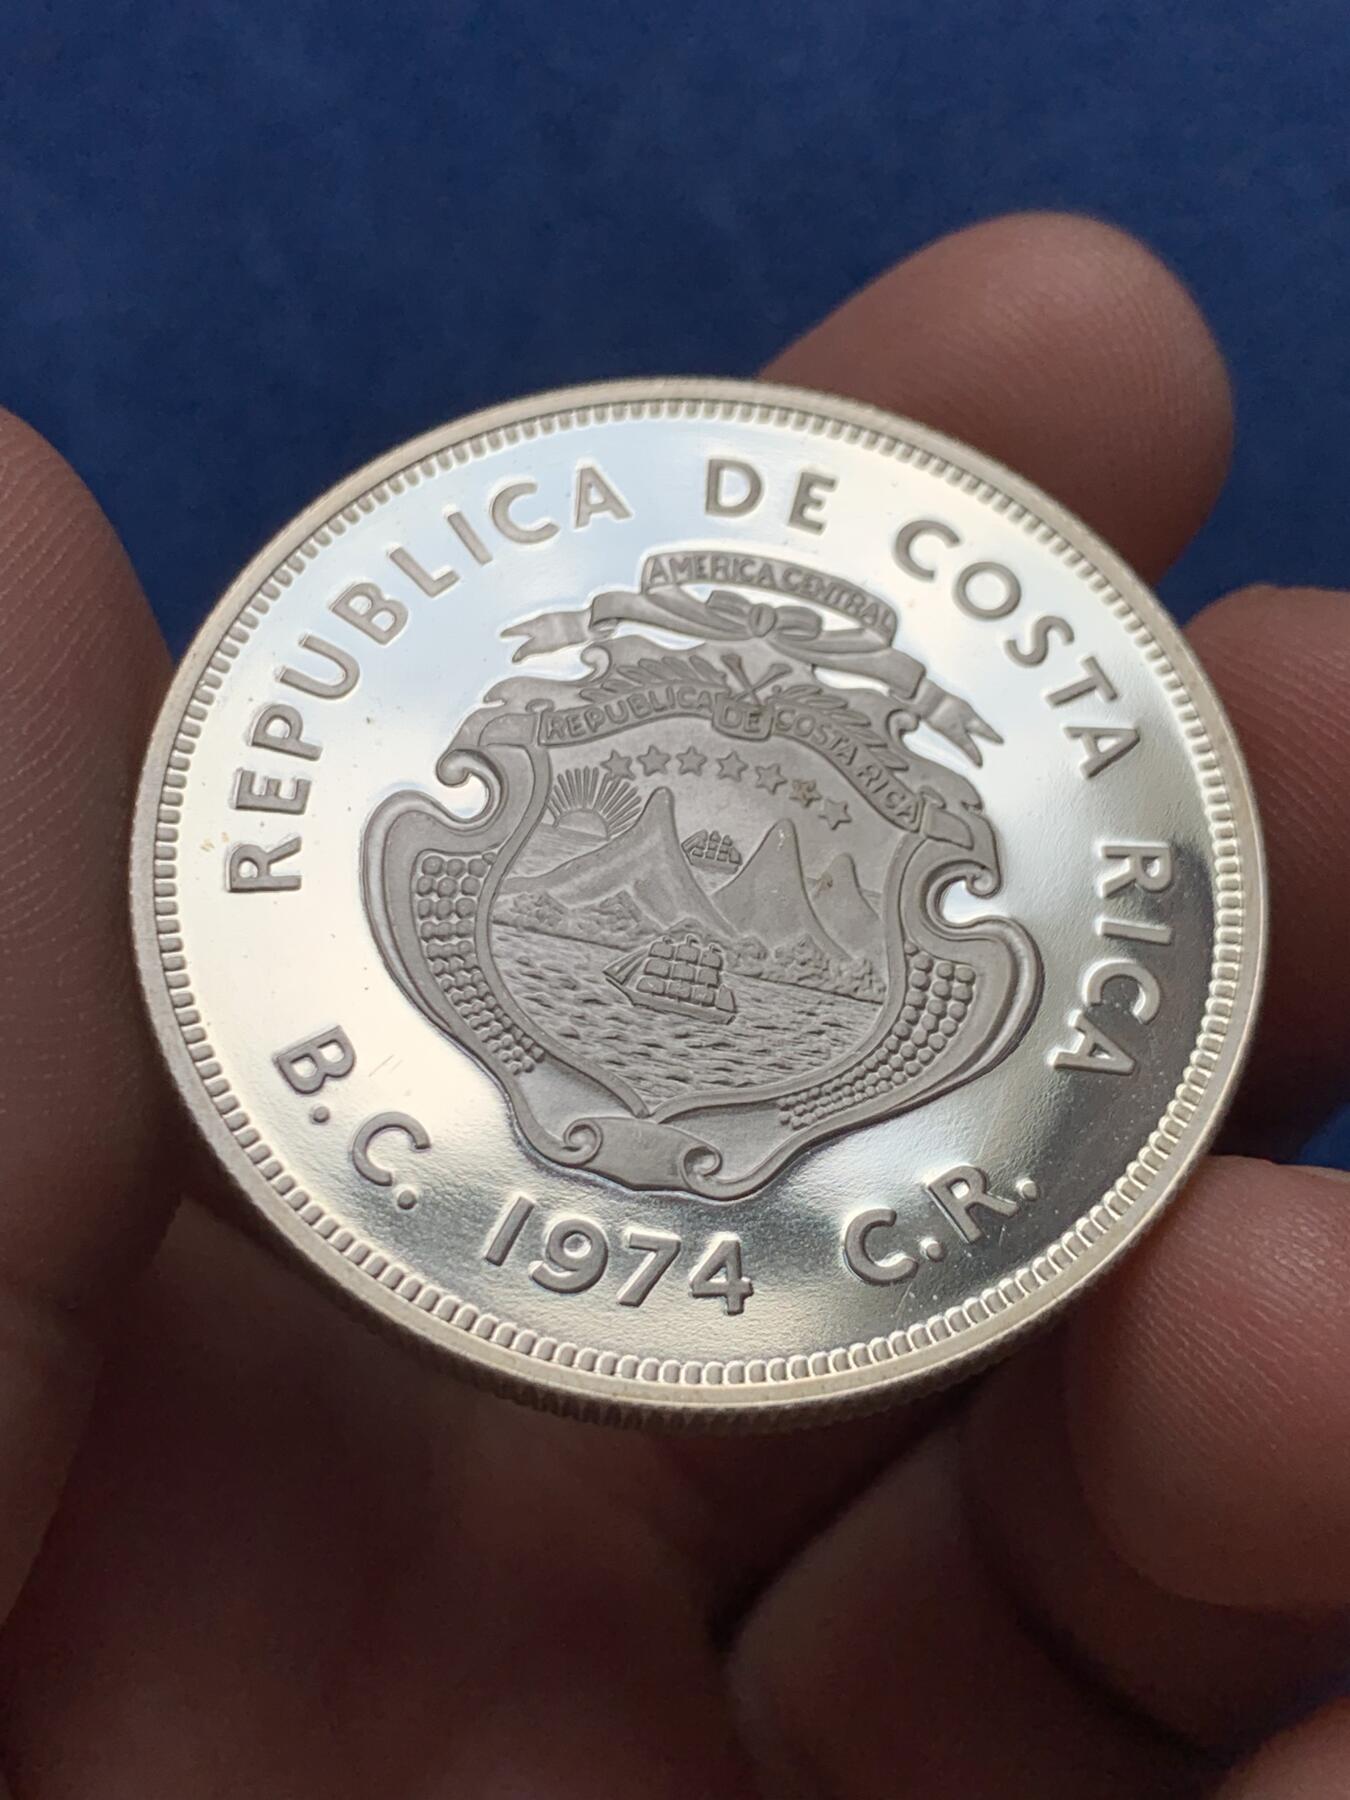 REPUBLICA DE COSTA RICA
AMERICA CENTRAL
REPUBLICA DE COSTA RICA
B.C. 1974 C.R.